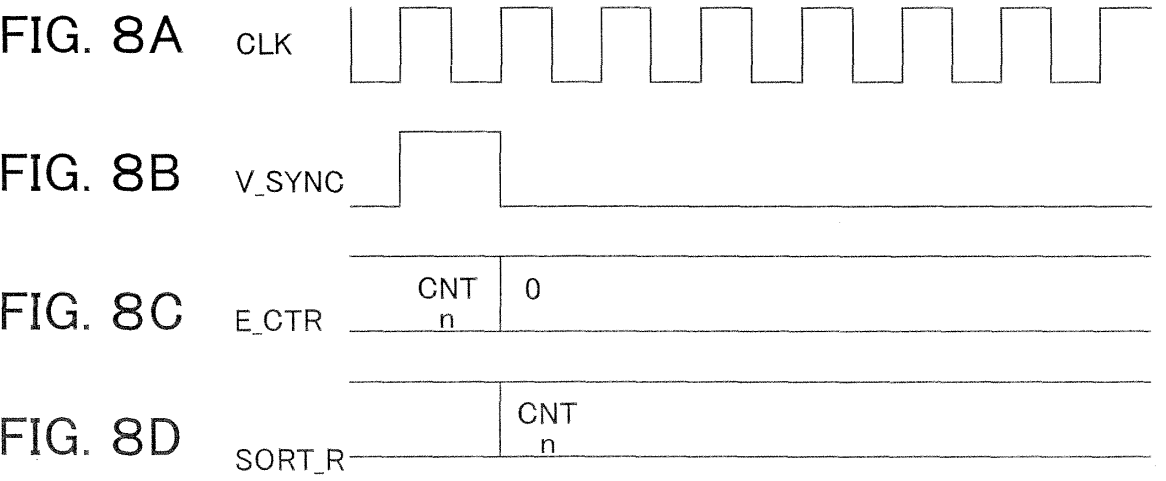 FIG. 8A CLK
FIG. 8B V_SYNC
FIG. 8C E_CTR CNT n 0
FIG. 8D SORT_R CNT n